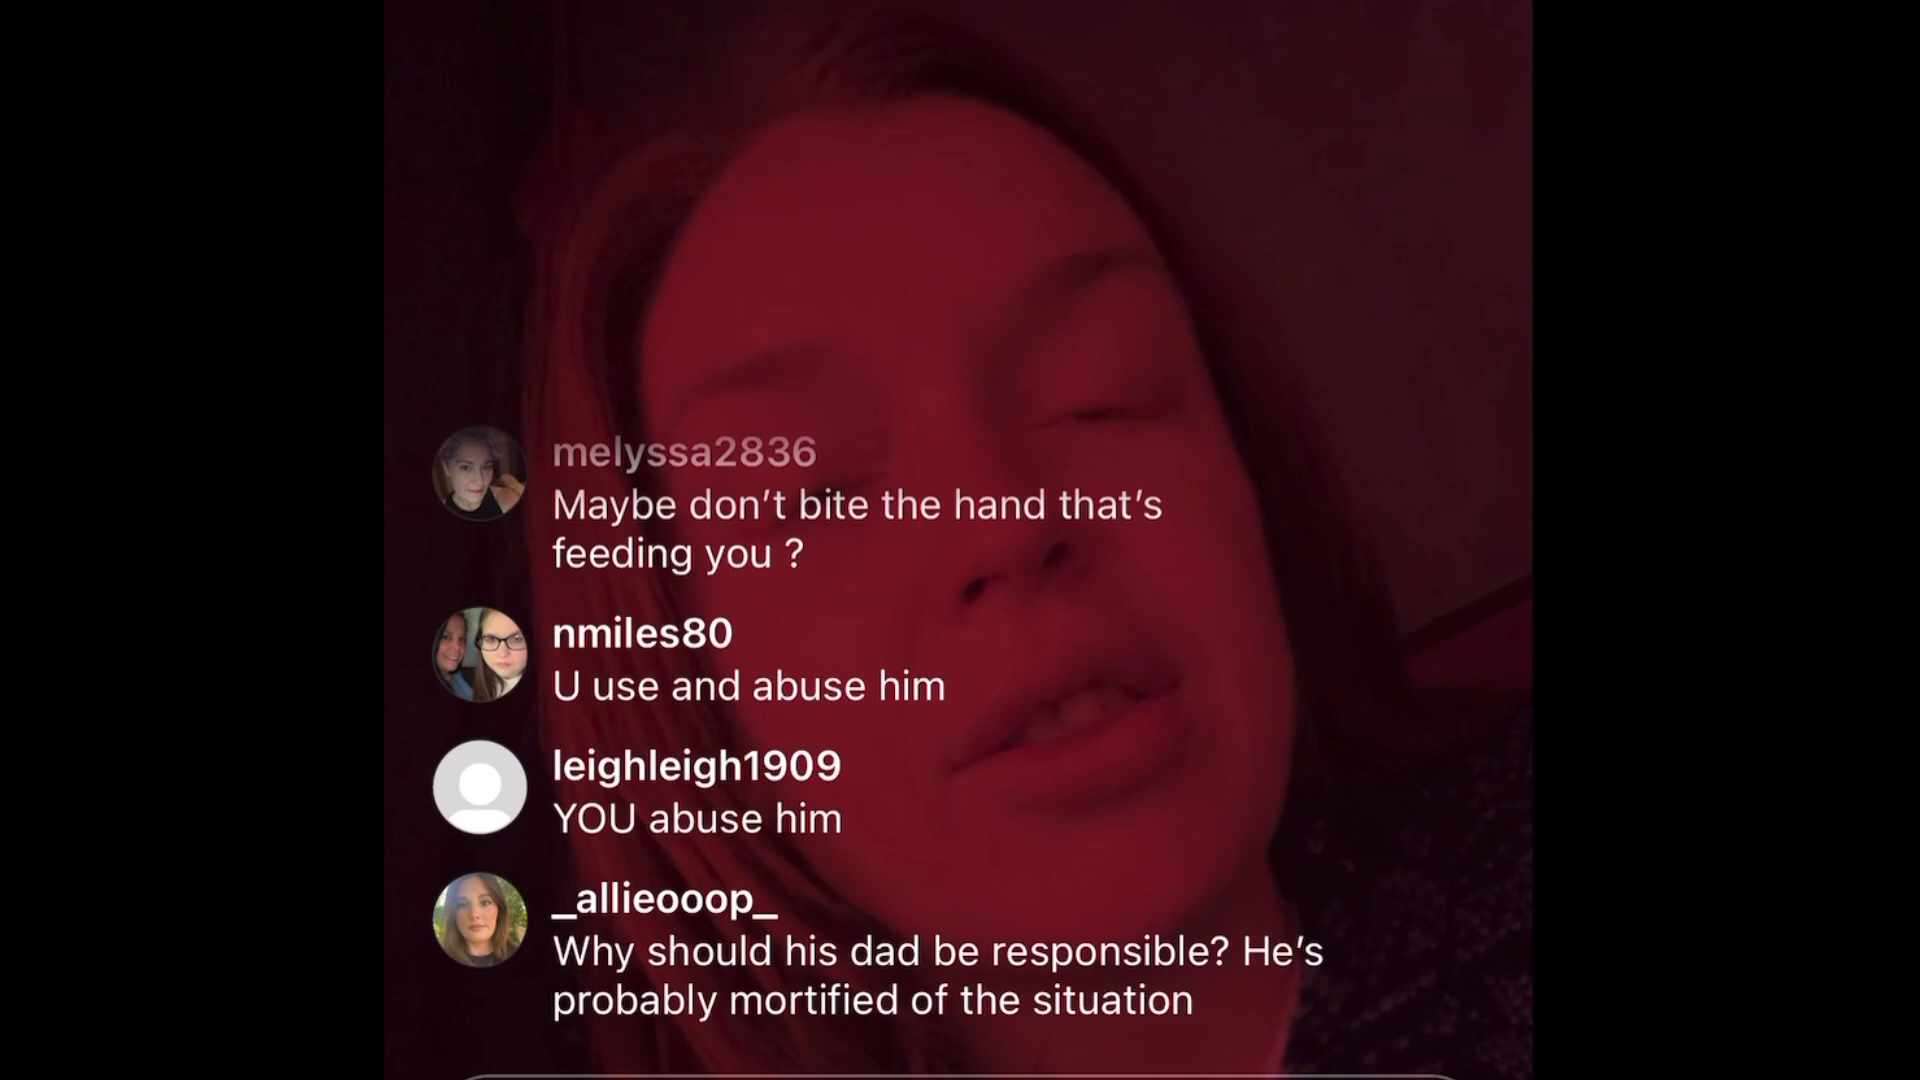 melyssa2836
Maybe don’t bite the hand that’s
feeding you ?
nmiles80
U use and abuse him
leighleigh1909
YOU abuse him
_allieooop_
Why should his dad be responsible? He’s
probably mortified of the situation